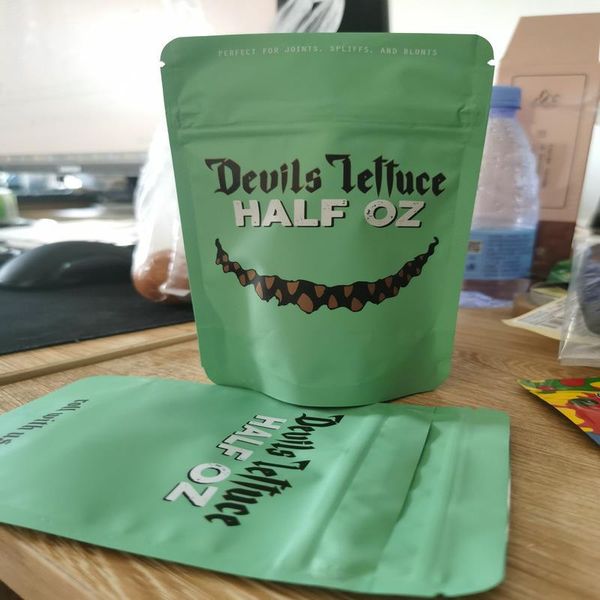 PERFECT FOR JOINTS, SPLIFFS, AND BLUNTS
Devils lettuce
HALF OZ
Devils lettuce
HALF OZ